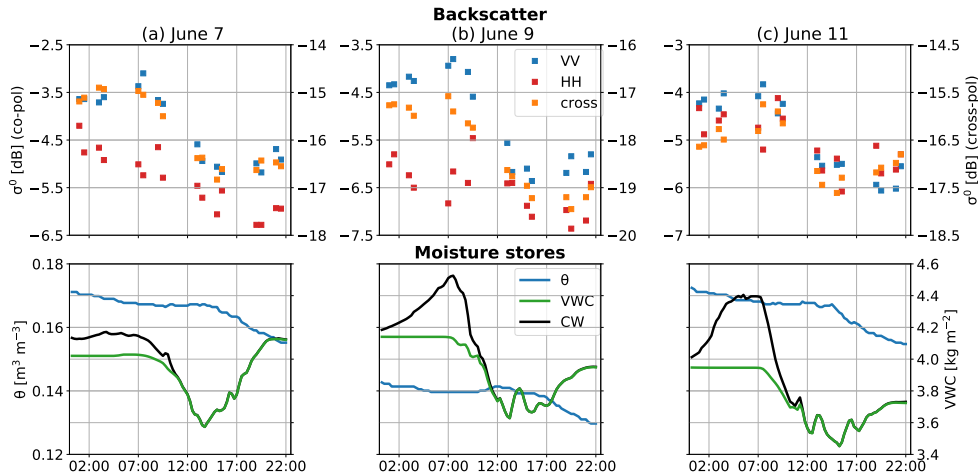 Backscatter
(a) June 7
(b) June 9
(c) June 11
σ⁰ [dB] (co-pol)
−2.5
−3.5
−4.5
−5.5
−6.5
−14
−15
−16
−17
−18
−3.5
−4.5
−5.5
−6.5
−7.5
−16
−17
−18
−19
−20
VV
HH
cross
−3
−4
−5
−6
−7
−14.5
−15.5
−16.5
−17.5
−18.5
σ⁰ [dB] (cross-pol)
Moisture stores
θ [m³ m⁻³]
0.18
0.16
0.14
0.12
θ
VWC
CW
4.6
4.4
4.2
4.0
3.8
3.6
3.4
VWC [kg m⁻²]
02:00 07:00 12:00 17:00 22:00
02:00 07:00 12:00 17:00 22:00
02:00 07:00 12:00 17:00 22:00